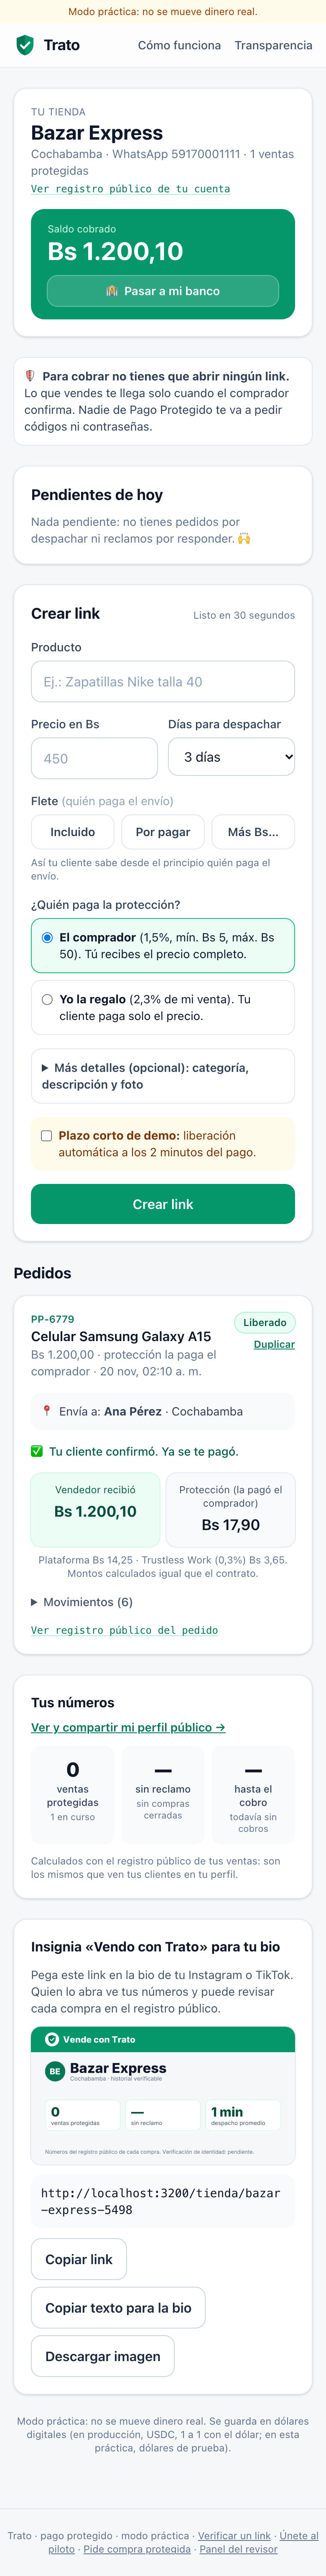 Modo práctica: no se mueve dinero real.
Trato
Cómo funciona
Transparencia
TU TIENDA
Bazar Express
Cochabamba · WhatsApp 59170001111 · 1 ventas
protegidas
Ver registro público de tu cuenta
Saldo cobrado
Bs 1.200,10
Pasar a mi banco
Para cobrar no tienes que abrir ningún link.
Lo que vendes te llega solo cuando el comprador
confirma. Nadie de Pago Protegido te va a pedir
códigos ni contraseñas.
Pendientes de hoy
Nada pendiente: no tienes pedidos por
despachar ni reclamos por responder. 🙌
Crear link
Listo en 30 segundos
Producto
Ej.: Zapatillas Nike talla 40
Precio en Bs
Días para despachar
450
3 días
Flete (quién paga el envío)
Incluido
Por pagar
Más Bs...
Así tu cliente sabe desde el principio quién paga el
envío.
¿Quién paga la protección?
El comprador (1,5%, mín. Bs 5, máx. Bs
50). Tú recibes el precio completo.
Yo la regalo (2,3% de mi venta). Tu
cliente paga solo el precio.
▶ Más detalles (opcional): categoría,
descripción y foto
Plazo corto de demo: liberación
automática a los 2 minutos del pago.
Crear link
Pedidos
PP-6779
Liberado
Celular Samsung Galaxy A15
Duplicar
Bs 1.200,00 · protección la paga el
comprador · 20 nov, 02:10 a. m.
Envía a: Ana Pérez · Cochabamba
✅ Tu cliente confirmó. Ya se te pagó.
Vendedor recibió
Bs 1.200,10
Protección (la pagó el
comprador)
Bs 17,90
Plataforma Bs 14,25 · Trustless Work (0,3%) Bs 3,65.
Montos calculados igual que el contrato.
▶ Movimientos (6)
Ver registro público del pedido
Tus números
Ver y compartir mi perfil público →
0
ventas
protegidas
1 en curso
—
sin reclamo
sin compras
cerradas
—
hasta el
cobro
todavía sin
cobros
Calculados con el registro público de tus ventas: son
los mismos que ven tus clientes en tu perfil.
Insignia «Vendo con Trato» para tu bio
Pega este link en la bio de tu Instagram o TikTok.
Quien lo abra ve tus números y puede revisar
cada compra en el registro público.
Vende con Trato
BE
Bazar Express
Cochabamba · historial verificable
0
ventas protegidas
—
sin reclamo
1 min
despacho promedio
Números del registro público de cada compra. Verificación de identidad: pendiente.
http://localhost:3200/tienda/bazar
-express-5498
Copiar link
Copiar texto para la bio
Descargar imagen
Modo práctica: no se mueve dinero real. Se guarda en dólares
digitales (en producción, USDC, 1 a 1 con el dólar; en esta
práctica, dólares de prueba).
Trato · pago protegido · modo práctica · Verificar un link · Únete al
piloto · Pide compra protegida · Panel del revisor